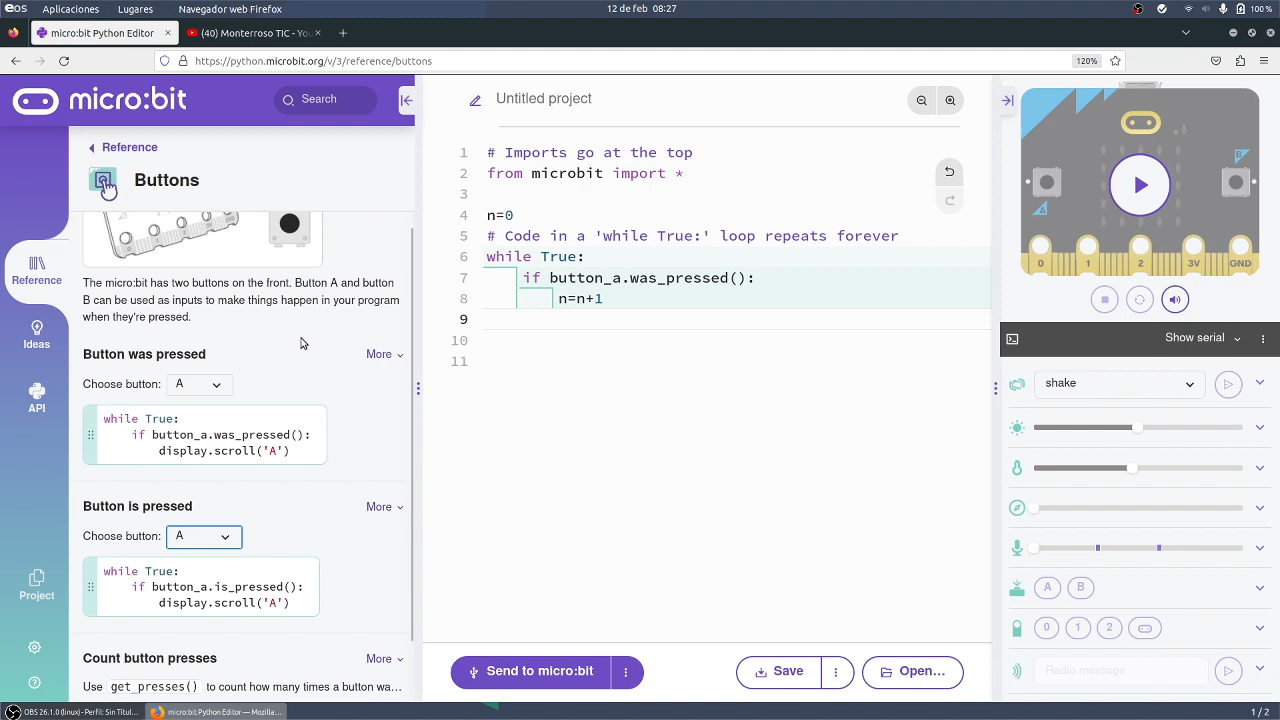 eos Aplicaciones Lugares Navegador web Firefox 12 de feb 08:27 100 %
micro:bit Python Editor (40) Monterroso TIC - You
https://python.microbit.org/v/3/reference/buttons 120%
micro:bit Search
Reference
Buttons
The micro:bit has two buttons on the front. Button A and button
B can be used as inputs to make things happen in your program
when they're pressed.
Button was pressed More
Choose button: A
while True:
if button_a.was_pressed():
display.scroll('A')
Button is pressed More
Choose button: A
while True:
if button_a.is_pressed():
display.scroll('A')
Count button presses More
Use get_presses() to count how many times a button wa...
Reference
Ideas
API
Project
Untitled project
1 # Imports go at the top
2 from microbit import *
3
4 n=0
5 # Code in a 'while True:' loop repeats forever
6 while True:
7 if button_a.was_pressed():
8 n=n+1
9
10
11
Send to micro:bit Save Open...
A B
0 1 2 3V GND
Show serial
shake
A B
0 1 2
Radio message
OBS 26.1.0 (linux) - Perfil: Sin Titul... micro:bit Python Editor — Mozilla... 1 / 2